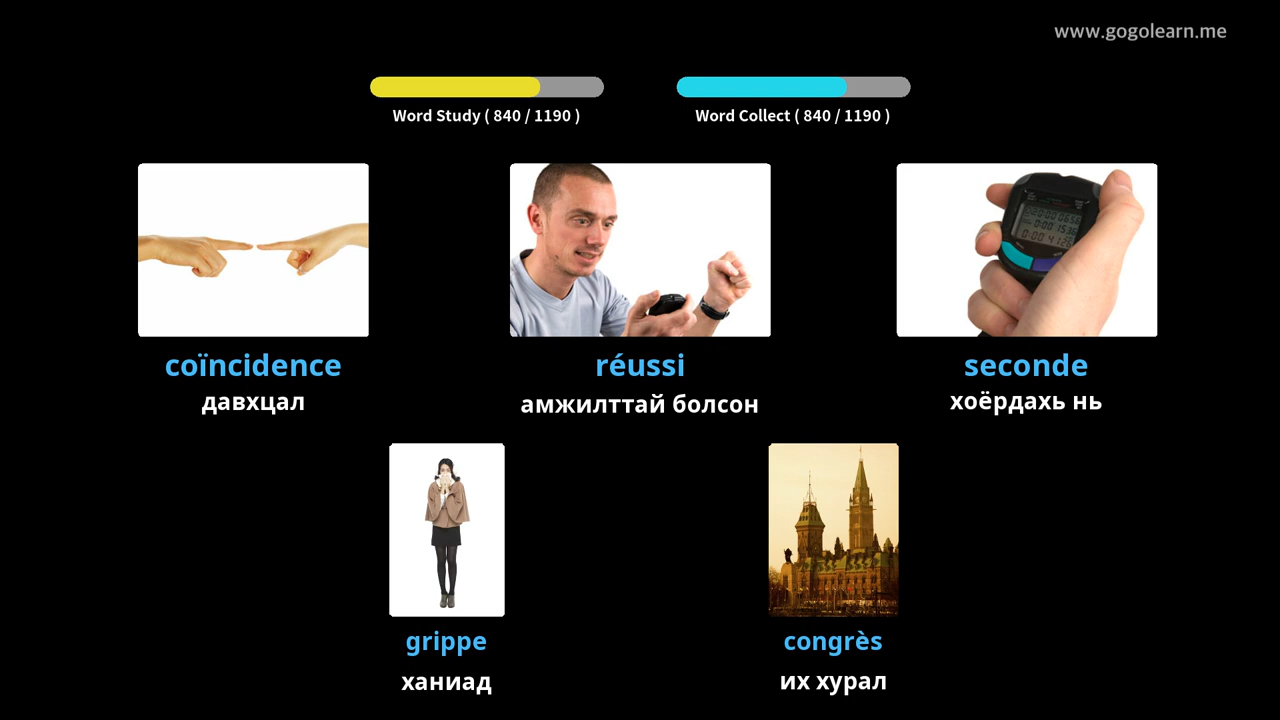 www.gogolearn.me
Word Study ( 840 / 1190 )
Word Collect ( 840 / 1190 )
coïncidence
давхцал
réussi
амжилттай болсон
seconde
хоёрдахь нь
grippe
ханиад
congrès
их хурал